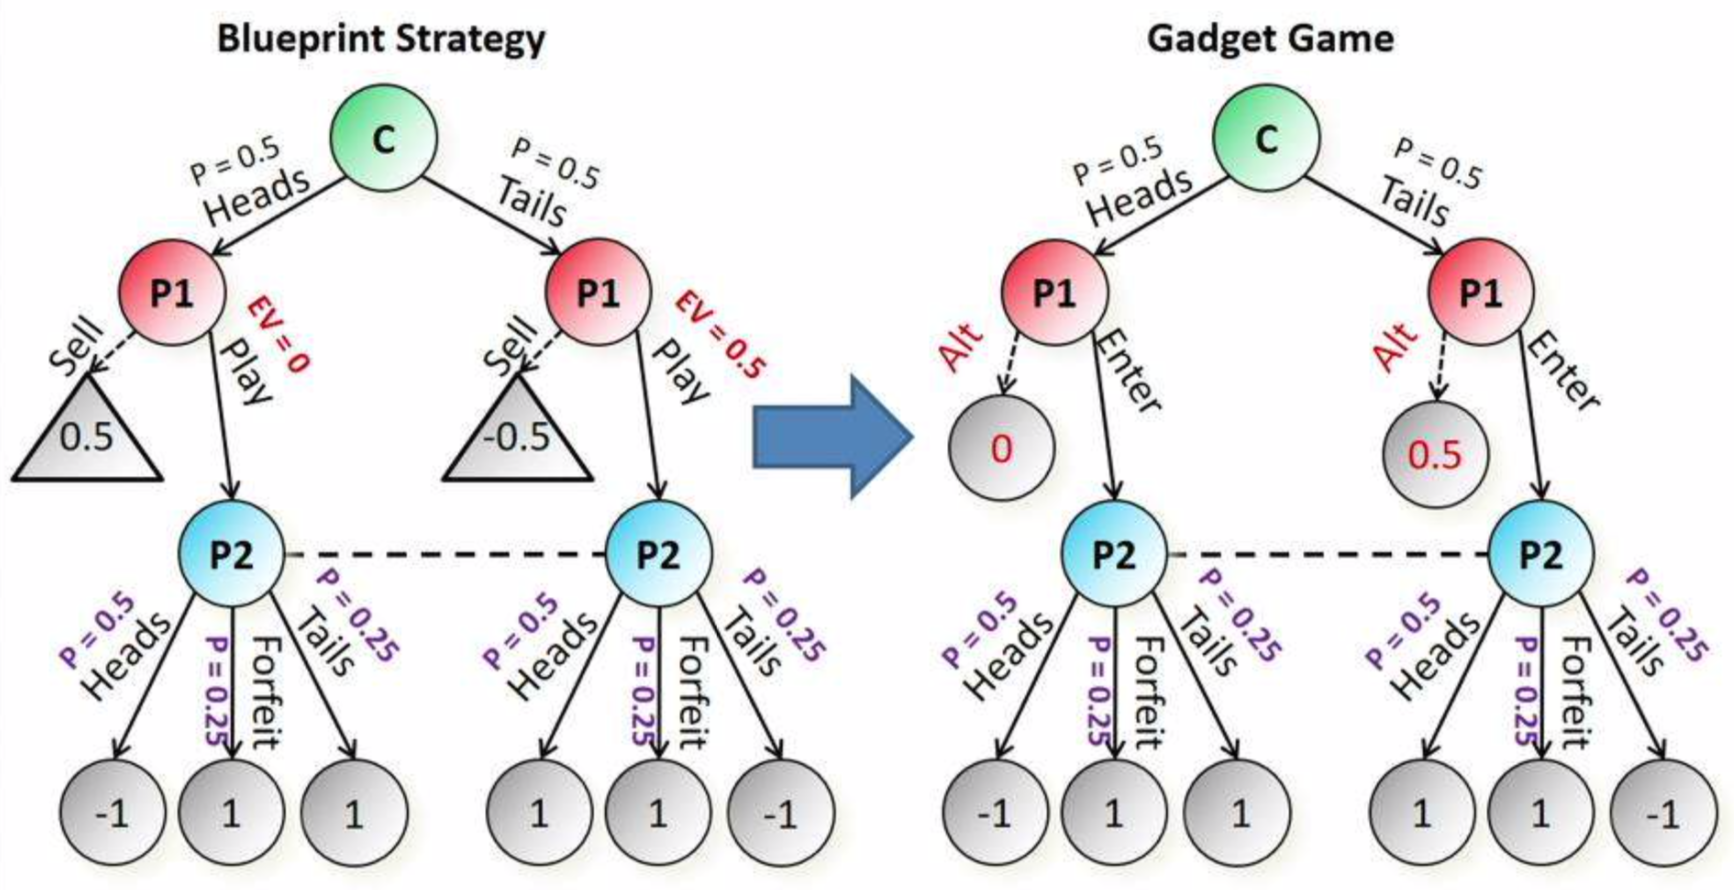 Blueprint Strategy
C
P = 0.5
Heads
P = 0.5
Tails
P1
P1
Sell
EV = 0
Play
Sell
EV = 0.5
Play
0.5
-0.5
P2
P2
P = 0.5
Heads
P = 0.25
Forfeit
P = 0.25
Tails
P = 0.5
Heads
P = 0.25
Forfeit
P = 0.25
Tails
-1
1
1
1
1
-1
Gadget Game
C
P = 0.5
Heads
P = 0.5
Tails
P1
P1
Alt
Enter
Alt
Enter
0
0.5
P2
P2
P = 0.5
Heads
P = 0.25
Forfeit
P = 0.25
Tails
P = 0.5
Heads
P = 0.25
Forfeit
P = 0.25
Tails
-1
1
1
1
1
-1